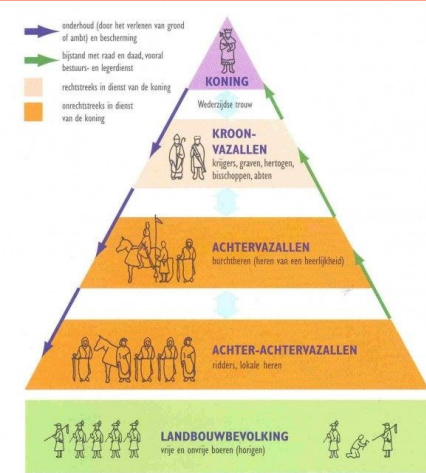 onderhoud (door het verlenen van grond
of ambt) en bescherming
bijstand met raad en daad, vooral
bestuurs- en legerdienst
rechtstreeks in dienst van de koning
onrechtstreeks in dienst
van de koning
KONING
Wederzijdse trouw
KROON-
VAZALLEN
krijgers, graven, hertogen,
bisschoppen, abten
ACHTERVAZALLEN
burchtheren (heren van een heerlijkheid)
ACHTER-ACHTERVAZALLEN
ridders, lokale heren
LANDBOUWBEVOLKING
vrije en onvrije boeren (horigen)